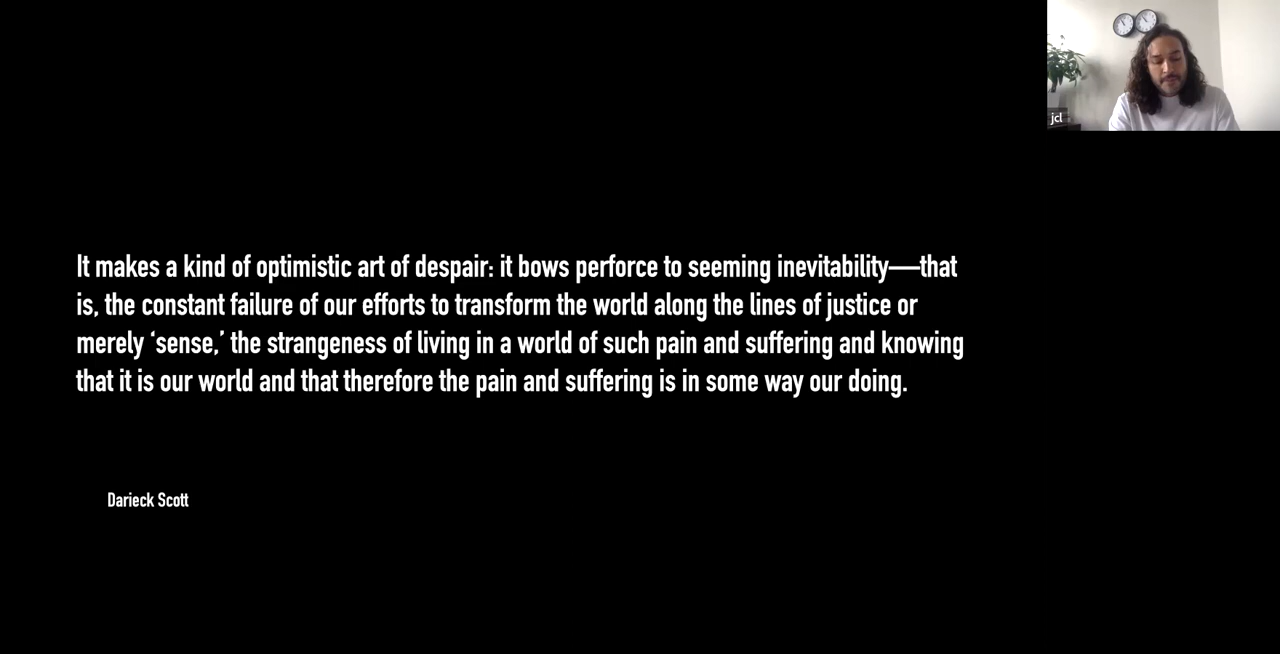 jcl
It makes a kind of optimistic art of despair: it bows perforce to seeming inevitability—that
is, the constant failure of our efforts to transform the world along the lines of justice or
merely ‘sense,’ the strangeness of living in a world of such pain and suffering and knowing
that it is our world and that therefore the pain and suffering is in some way our doing.
Darieck Scott